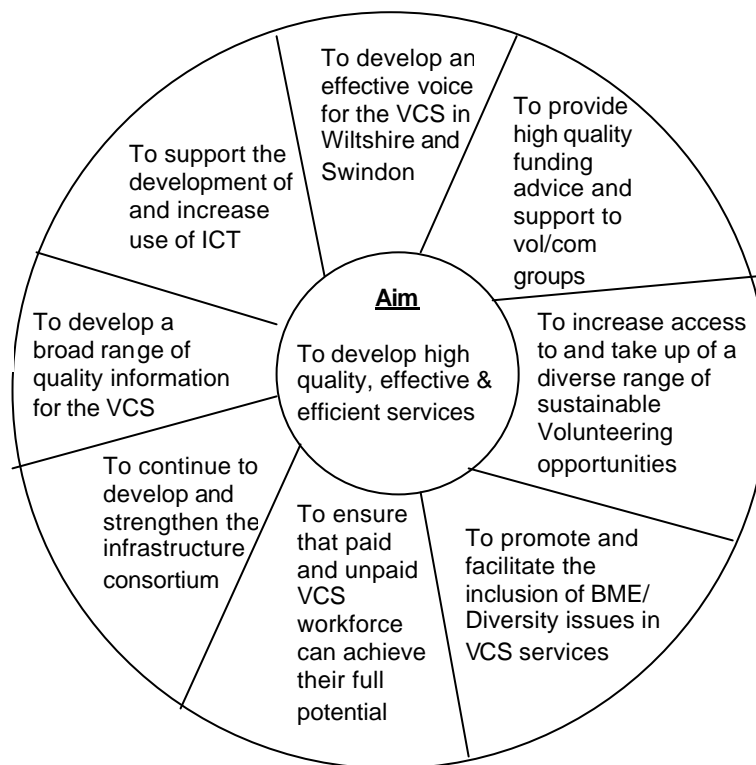 To develop an
effective voice
for the VCS in
Wiltshire and
Swindon
To provide
high quality
funding
advice and
support to
vol/com
groups
To increase access
to and take up of a
diverse range of
sustainable
Volunteering
opportunities
To promote and
facilitate the
inclusion of BME/
Diversity issues in
VCS services
To ensure
that paid
and unpaid
VCS
workforce
can achieve
their full
potential
To continue to
develop and
strengthen the
infrastructure
consortium
To develop a
broad range of
quality information
for the VCS
To support the
development of
and increase
use of ICT
Aim
To develop high
quality, effective &
efficient services